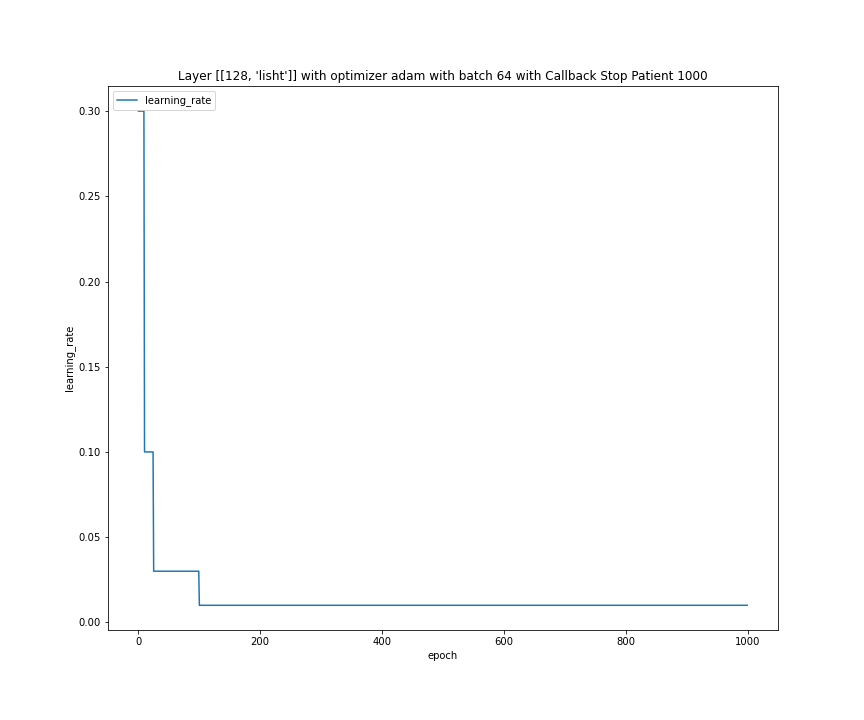 Layer [[128, 'lisht']] with optimizer adam with batch 64 with Callback Stop Patient 1000
learning_rate
0.30
0.25
0.20
0.15
0.10
0.05
0.00
learning_rate
0 200 400 600 800 1000
epoch